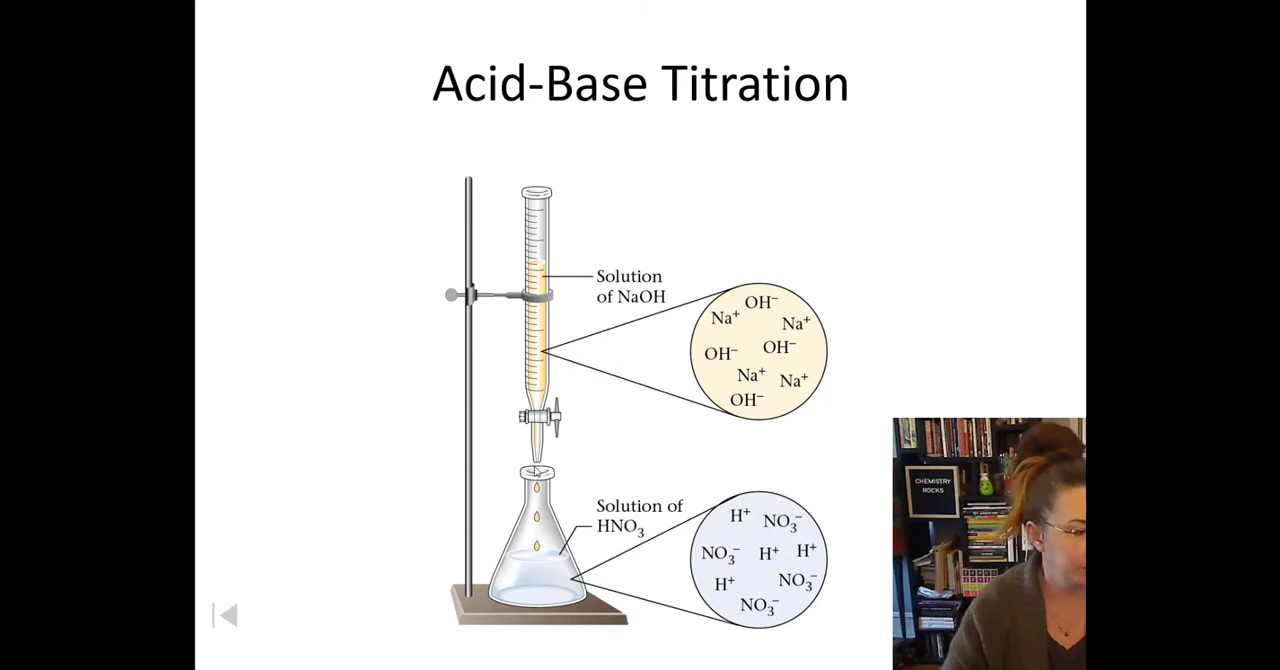 Acid-Base Titration
Solution
of NaOH
OH⁻
Na⁺
Na⁺
OH⁻
OH⁻
Na⁺
Na⁺
OH⁻
Solution of
HNO₃
H⁺
NO₃⁻
NO₃⁻
H⁺
H⁺
H⁺
NO₃⁻
NO₃⁻
CHEMISTRY
ROCKS